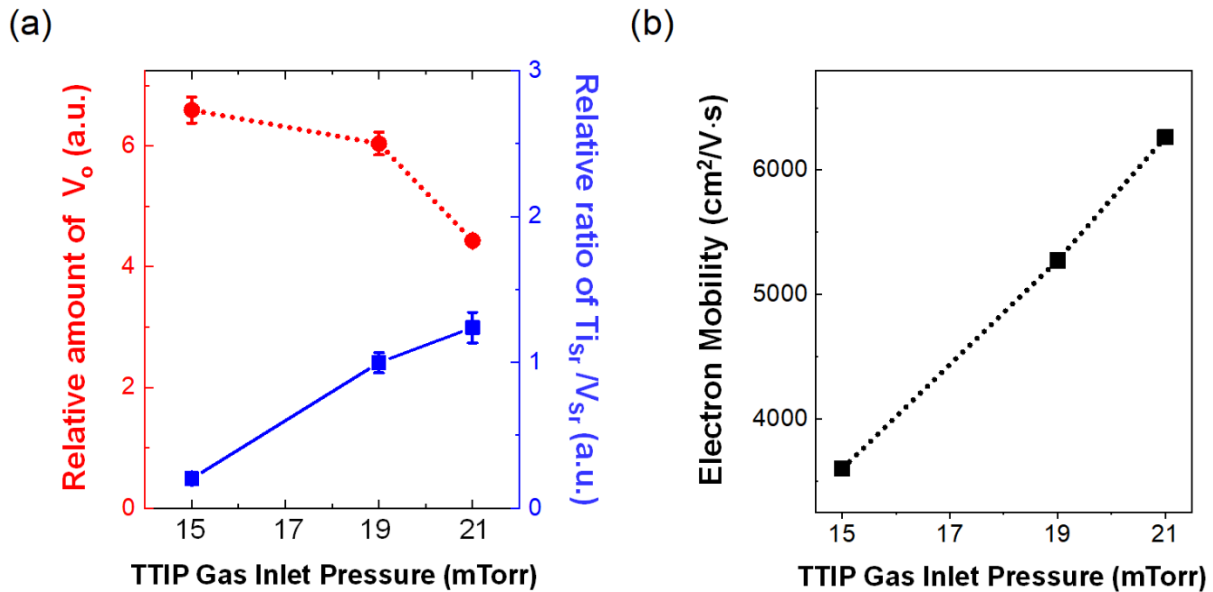 (a)
Relative amount of V_o (a.u.)
6
4
2
0
3
2
1
0
Relative ratio of Ti_Sr/V_Sr (a.u.)
15 17 19 21
TTIP Gas Inlet Pressure (mTorr)
(b)
Electron Mobility (cm²/V·s)
6000
5000
4000
15 17 19 21
TTIP Gas Inlet Pressure (mTorr)